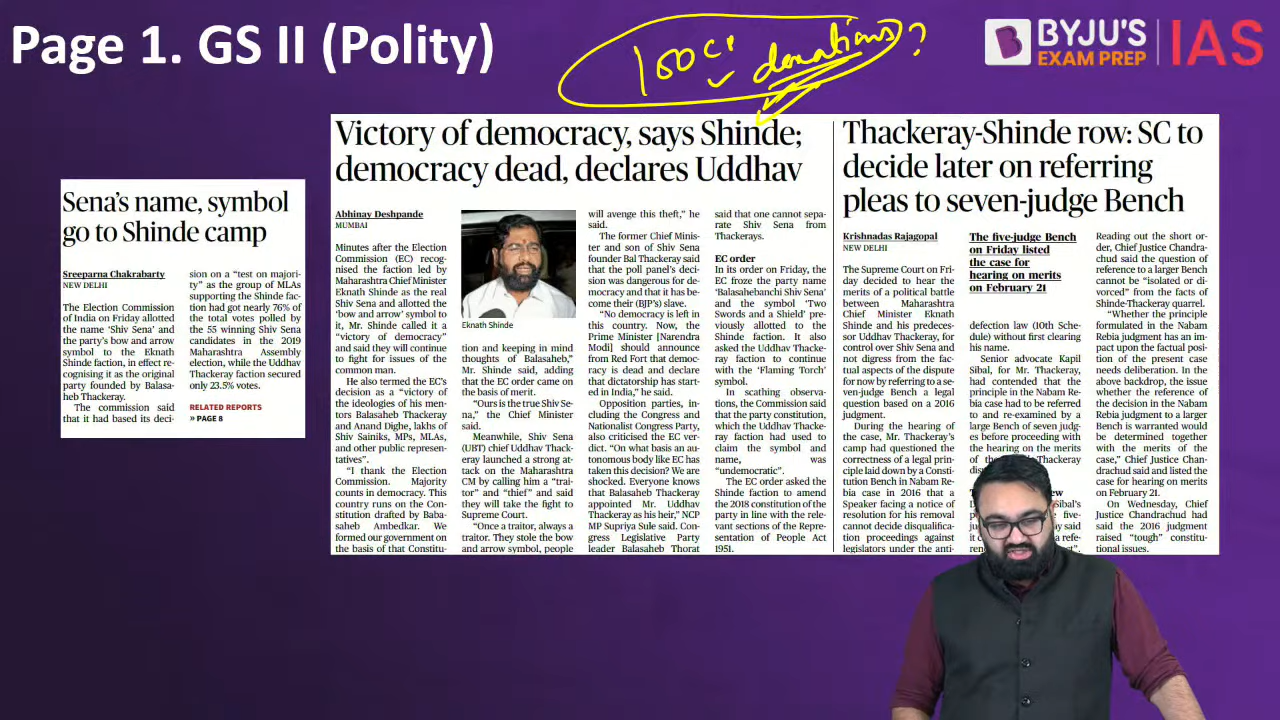 Page 1. GS II (Polity)
donations?
BYJU'S
EXAM PREP
IAS
Sena's name, symbol
go to Shinde camp
Sreeparna Chakrabarty
NEW DELHI
The Election Commission
of India on Friday allotted
the name 'Shiv Sena' and
the party's bow and arrow
symbol to the Eknath
Shinde faction, in effect re-
cognising it as the original
party founded by Balasa-
heb Thackeray.
The commission said
that it had based its deci-
sion on a "test on majori-
ty" as the group of MLAs
supporting the Shinde fac-
tion had got nearly 76% of
the total votes polled by
the 55 winning Shiv Sena
candidates in the 2019
Maharashtra Assembly
election, while the Uddhav
Thackeray faction secured
only 23.5% votes.
RELATED REPORTS
» PAGE 8
Victory of democracy, says Shinde;
democracy dead, declares Uddhav
Abhinay Deshpande
MUMBAI
Minutes after the Election
Commission (EC) recog-
nised the faction led by
Maharashtra Chief Minister
Eknath Shinde as the real
Shiv Sena and allotted the
'bow and arrow' symbol to
it, Mr. Shinde called it a
"victory of democracy"
and said they will continue
to fight for issues of the
common man.
He also termed the EC's
decision as a "victory of
the ideologies of his men-
tors Balasaheb Thackeray
and Anand Dighe, lakhs of
Shiv Sainiks, MPs, MLAs,
and other public represen-
tatives".
"I thank the Election
Commission. Majority
counts in democracy. This
country runs on the Con-
stitution drafted by Baba-
saheb Ambedkar. We
formed our government on
the basis of that Constitu-
Eknath Shinde
tion and keeping in mind
thoughts of Balasaheb,"
Mr. Shinde said, adding
that the EC order came on
the basis of merit.
"Ours is the true Shiv Se-
na," the Chief Minister
said.
Meanwhile, Shiv Sena
(UBT) chief Uddhav Thack-
eray launched a strong at-
tack on the Maharashtra
CM by calling him a "trai-
tor" and "thief" and said
they will take the fight to
Supreme Court.
"Once a traitor, always a
traitor. They stole the bow
and arrow symbol, people
will avenge this theft," he
said.
The former Chief Minis-
ter and son of Shiv Sena
founder Bal Thackeray said
that the poll panel's deci-
sion was dangerous for
democracy and that it has be-
come their (BJP's) slave.
"No democracy is left in
this country. Now, the
Prime Minister [Narendra
Modi] should announce
from Red Fort that democ-
racy is dead and declare
that dictatorship has start-
ed in India," he said.
Opposition parties, in-
cluding the Congress and
Nationalist Congress Party,
also criticised the EC ver-
dict. "On what basis an au-
tonomous body like EC has
taken this decision? We are
shocked. Everyone knows
that Balasaheb Thackeray
appointed Mr. Uddhav
Thackeray as his heir," NCP
MP Supriya Sule said. Con-
gress Legislative Party
leader Balasaheb Thorat
said that one cannot sepa-
rate Shiv Sena from
Thackerays.
EC order
In its order on Friday, the
EC froze the party name
'Balasahebanchi Shiv Sena'
and the symbol 'Two
Swords and a Shield' pre-
viously allotted to the
Shinde faction. It also
asked the Uddhav Thacke-
ray faction to continue
with the 'Flaming Torch'
symbol.
In scathing observa-
tions, the Commission said
that the party constitution,
which the Uddhav Thacke-
ray faction had used to
claim the symbol and
name, was
"undemocratic".
The EC order asked the
Shinde faction to amend
the 2018 constitution of the
party in line with the rele-
vant sections of the Repre-
sentation of People Act
1951.
Thackeray-Shinde row: SC to
decide later on referring
pleas to seven-judge Bench
Krishnadas Rajagopal
NEW DELHI
The Supreme Court on Fri-
day decided to hear the
merits of a political battle
between Maharashtra
Chief Minister Eknath
Shinde and his predeces-
sor Uddhav Thackeray, for
control over Shiv Sena and
not digress from the fac-
tual aspects of the dispute
for now by referring to a se-
ven-judge Bench a legal
question based on a 2016
judgment.
During the hearing of
the case, Mr. Thackeray's
camp had questioned the
correctness of a legal prin-
ciple laid down by a Consti-
tution Bench in Nabam Re-
bia case in 2016 that a
Speaker facing a notice of
resolution for his removal
cannot decide disqualifica-
tion proceedings against
legislators under the anti-
The five-judge Bench
on Friday listed
the case for
hearing on merits
on February 21
defection law (10th Sche-
dule) without first clearing
his name.
Senior advocate Kapil
Sibal, for Mr. Thackeray,
had contended that the
principle in the Nabam Re-
bia case had to be referred
to and re-examined by a
large Bench of seven judg-
es before proceeding with
the hearing on the merits
of the Thackeray
Reading out the short or-
der, Chief Justice Chandra-
chud said the question of
reference to a larger Bench
cannot be "isolated or di-
vorced" from the facts of
Shinde-Thackeray quarrel.
"Whether the principle
formulated in the Nabam
Rebia judgment has an im-
pact upon the factual posi-
tion of the present case
needs deliberation. In the
above backdrop, the issue
whether the reference of
the decision in the Nabam
Rebia judgment to a larger
Bench is warranted would
be determined together
with the merits of the
case," Chief Justice Chan-
drachud said and listed the
case for hearing on merits
on February 21.
On Wednesday, Chief
Justice Chandrachud had
said the 2016 judgment
raised "tough" constitu-
tional issues.